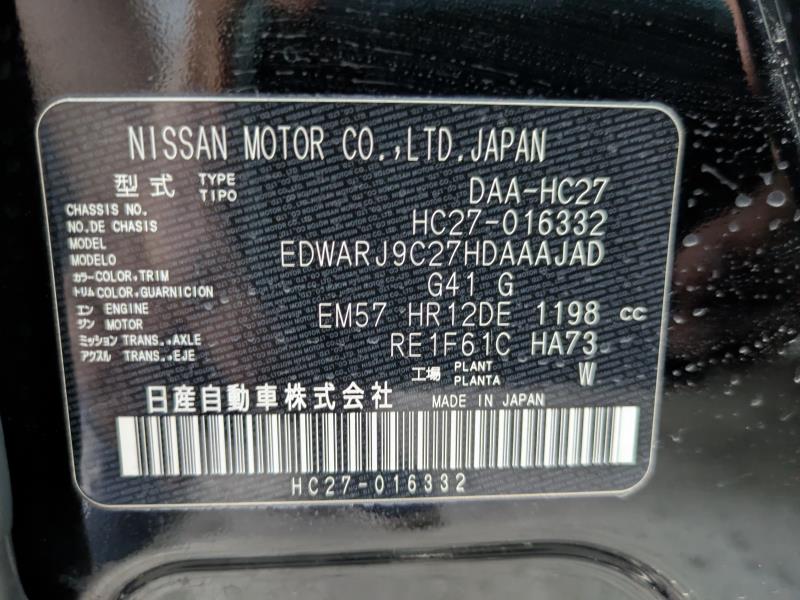 NISSAN MOTOR CO.,LTD.JAPAN
型式 TYPE TIPO DAA-HC27
CHASSIS NO. NO.DE CHASIS HC27-016332
MODEL MODELO EDWARJ9C27HDAAAJAD
カラー トリム COLOR,TRIM COLOR,GUARNICION G41 G
エンジン ENGINE MOTOR EM57 HR12DE 1198 cc
ミッション アクスル TRANS.,AXLE TRANS.,EJE RE1F61C HA73
工場 PLANT PLANTA W
日産自動車株式会社 MADE IN JAPAN
HC27-016332